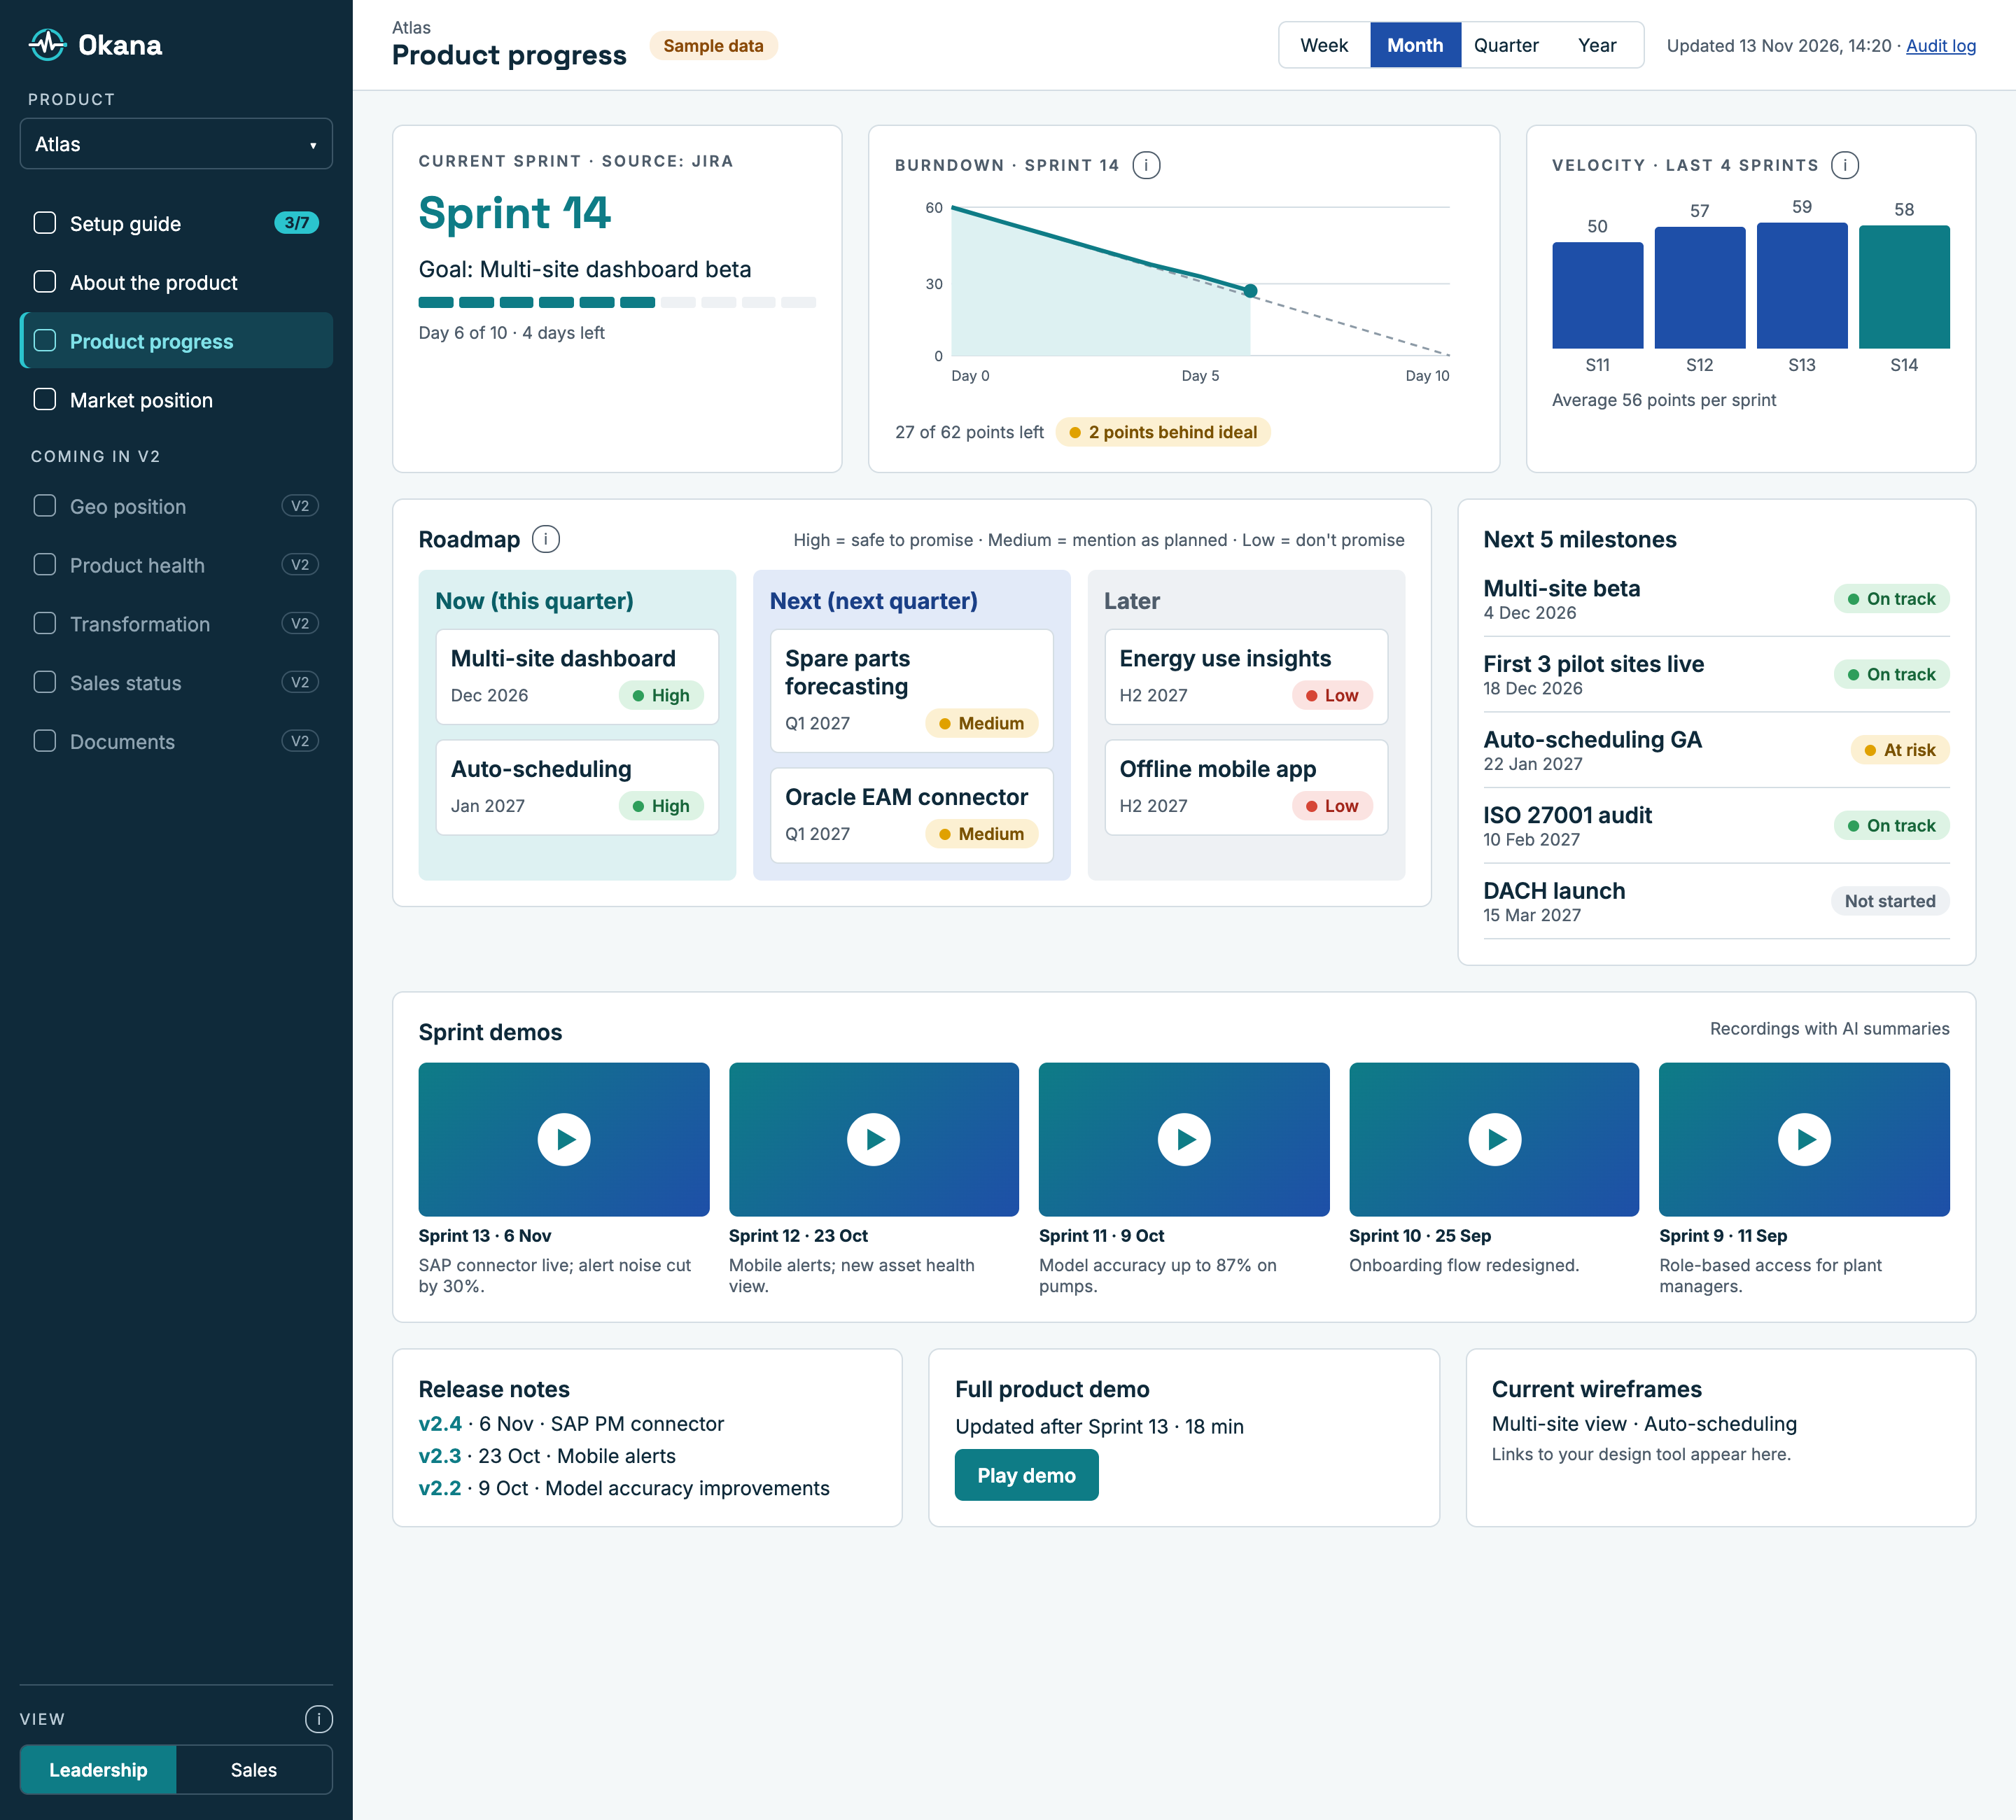 Okana
PRODUCT
Atlas
Setup guide 3/7
About the product
Product progress
Market position
COMING IN V2
Geo position V2
Product health V2
Transformation V2
Sales status V2
Documents V2
VIEW i
Leadership Sales
Atlas
Product progress Sample data
Week Month Quarter Year
Updated 13 Nov 2026, 14:20 · Audit log
CURRENT SPRINT · SOURCE: JIRA
Sprint 14
Goal: Multi-site dashboard beta
Day 6 of 10 · 4 days left
BURNDOWN · SPRINT 14 i
60
30
0
Day 0 Day 5 Day 10
27 of 62 points left 2 points behind ideal
VELOCITY · LAST 4 SPRINTS i
50 57 59 58
S11 S12 S13 S14
Average 56 points per sprint
Roadmap i
High = safe to promise · Medium = mention as planned · Low = don't promise
Now (this quarter)
Multi-site dashboard
Dec 2026 High
Auto-scheduling
Jan 2027 High
Next (next quarter)
Spare parts
forecasting
Q1 2027 Medium
Oracle EAM connector
Q1 2027 Medium
Later
Energy use insights
H2 2027 Low
Offline mobile app
H2 2027 Low
Next 5 milestones
Multi-site beta
4 Dec 2026 On track
First 3 pilot sites live
18 Dec 2026 On track
Auto-scheduling GA
22 Jan 2027 At risk
ISO 27001 audit
10 Feb 2027 On track
DACH launch
15 Mar 2027 Not started
Sprint demos
Recordings with AI summaries
Sprint 13 · 6 Nov
SAP connector live; alert noise cut
by 30%.
Sprint 12 · 23 Oct
Mobile alerts; new asset health
view.
Sprint 11 · 9 Oct
Model accuracy up to 87% on
pumps.
Sprint 10 · 25 Sep
Onboarding flow redesigned.
Sprint 9 · 11 Sep
Role-based access for plant
managers.
Release notes
v2.4 · 6 Nov · SAP PM connector
v2.3 · 23 Oct · Mobile alerts
v2.2 · 9 Oct · Model accuracy improvements
Full product demo
Updated after Sprint 13 · 18 min
Play demo
Current wireframes
Multi-site view · Auto-scheduling
Links to your design tool appear here.